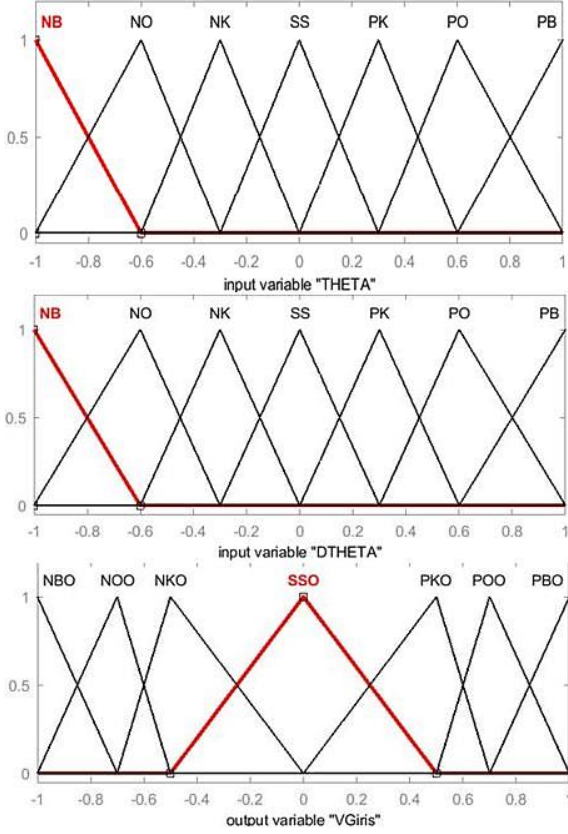 NB NO NK SS PK PO PB
1
0.5
0
-1 -0.8 -0.6 -0.4 -0.2 0 0.2 0.4 0.6 0.8 1
input variable "THETA"
NB NO NK SS PK PO PB
1
0.5
0
-1 -0.8 -0.6 -0.4 -0.2 0 0.2 0.4 0.6 0.8 1
input variable "DTHETA"
NBO NOO NKO SSO PKO POO PBO
1
0.5
0
-1 -0.8 -0.6 -0.4 -0.2 0 0.2 0.4 0.6 0.8 1
output variable "VGiris"